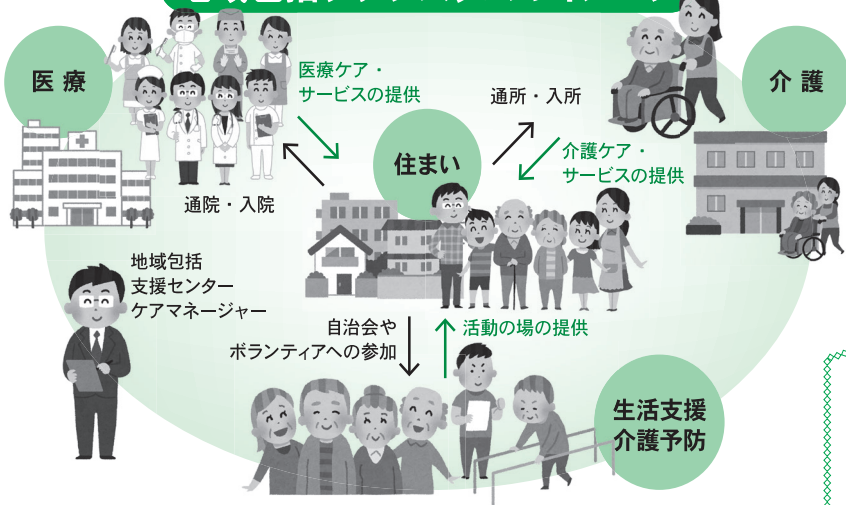 医療
医療ケア・
サービスの提供
通院・入院
住まい
通所・入所
介護ケア・
サービスの提供
介護
地域包括
支援センター
ケアマネージャー
自治会や
ボランティアへの参加
活動の場の提供
生活支援
介護予防